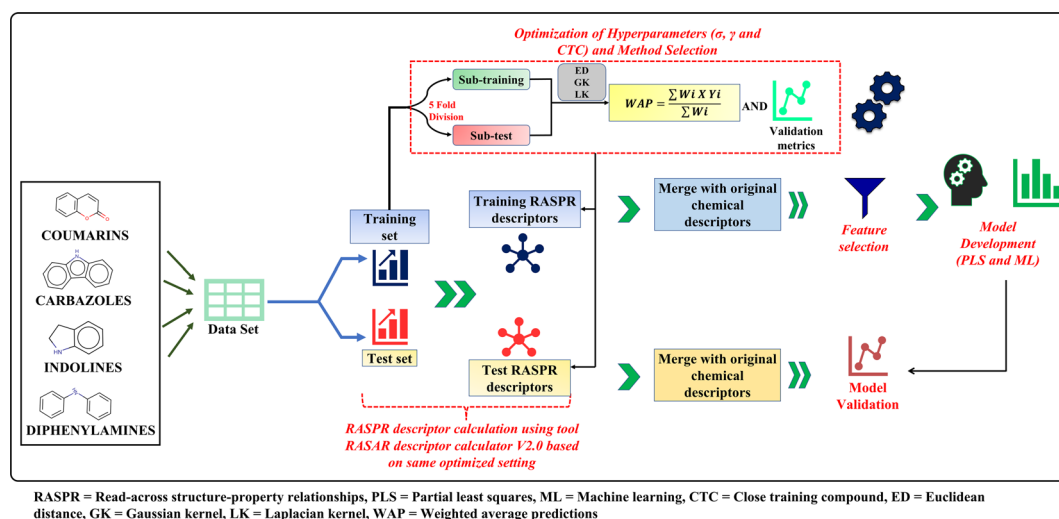 Optimization of Hyperparameters (σ, γ and
CTC) and Method Selection
Sub-training
5 Fold
Division
Sub-test
ED
GK
LK
WAP = ∑Wi X Yi / ∑Wi
AND
Validation
metrics
COUMARINS
H
N
CARBAZOLES
NH
INDOLINES
DIPHENYLAMINES
Data Set
Training
set
Test set
Training RASPR
descriptors
Test RASPR
descriptors
Merge with original
chemical
descriptors
Feature
selection
Model
Development
(PLS and ML)
Merge with original
chemical
descriptors
Model
Validation
RASPR descriptor calculation using tool
RASAR descriptor calculator V2.0 based
on same optimized setting
RASPR = Read-across structure-property relationships, PLS = Partial least squares, ML = Machine learning, CTC = Close training compound, ED = Euclidean
distance, GK = Gaussian kernel, LK = Laplacian kernel, WAP = Weighted average predictions